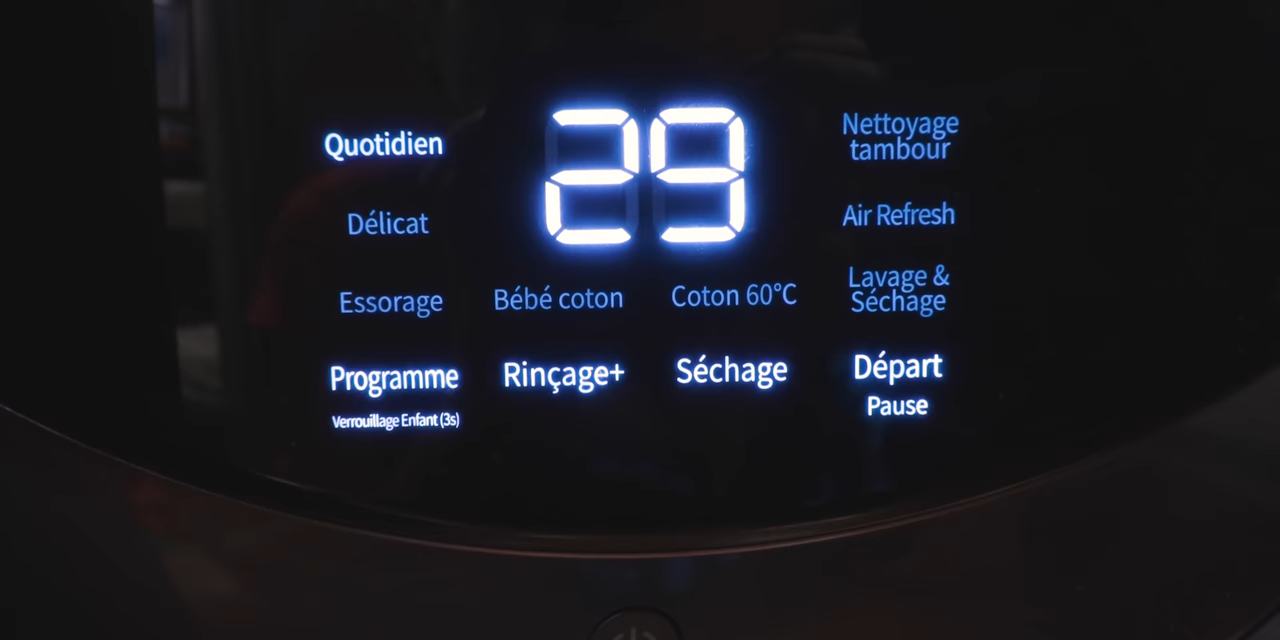 Quotidien
29
Nettoyage
tambour
Délicat
Air Refresh
Essorage
Bébé coton
Coton 60°C
Lavage &
Séchage
Programme
Verrouillage Enfant (3s)
Rinçage+
Séchage
Départ
Pause